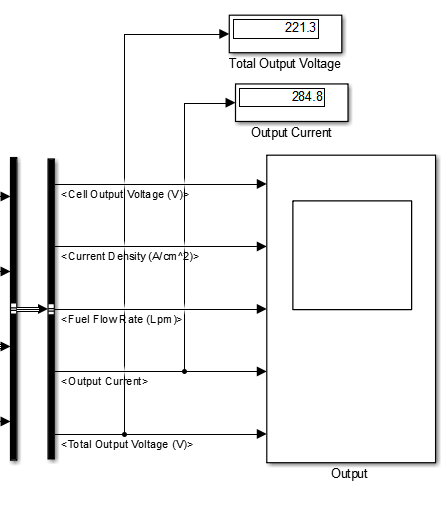 221.3
Total Output Voltage
284.8
Output Current
<Cell Output Voltage (V)>
<Current Density (A/cm^2)>
<Fuel Flow Rate (Lpm)>
<Output Current>
<Total Output Voltage (V)>
Output